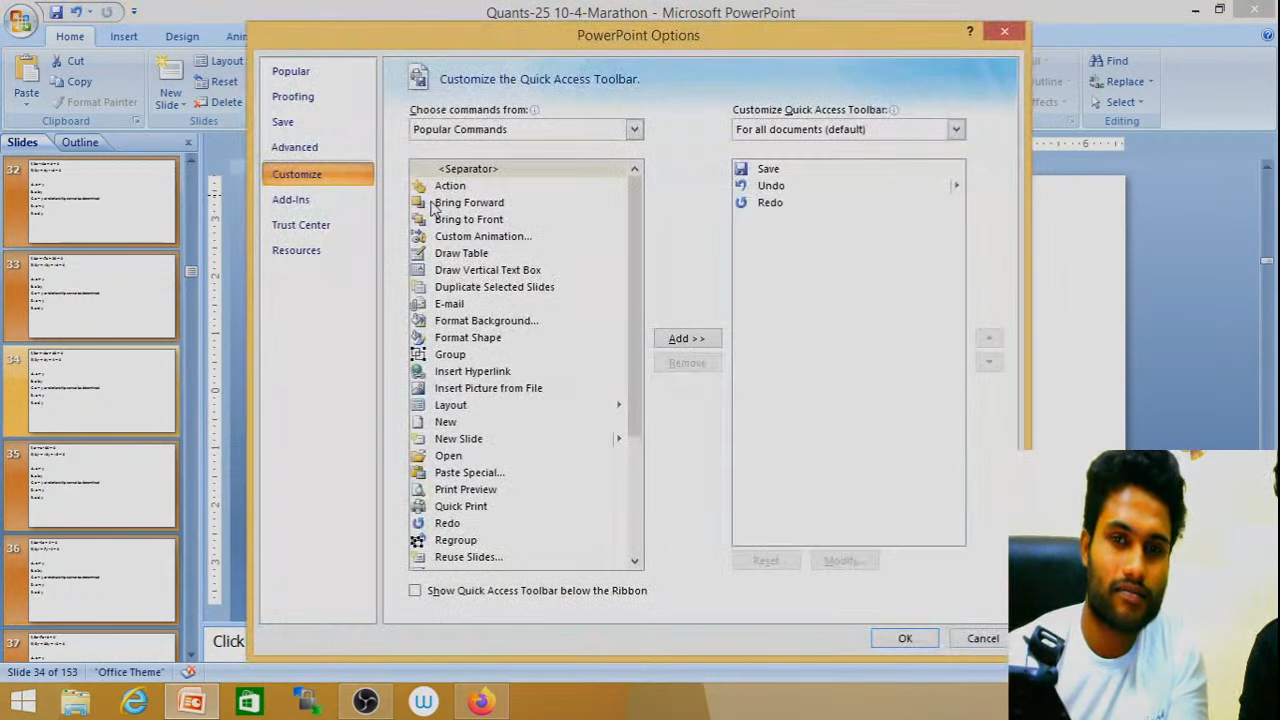 Quants-25 10-4-Marathon - Microsoft PowerPoint
Home
Insert
Design
Paste
Cut
Copy
Format Painter
Clipboard
New
Slide
Layout
Reset
Delete
Slides
Find
Replace
Select
Editing
Slides
Outline
32
33
34
35
36
37
PowerPoint Options
Popular
Proofing
Save
Advanced
Customize
Add-Ins
Trust Center
Resources
Customize the Quick Access Toolbar.
Choose commands from:
Popular Commands
<Separator>
Action
Bring Forward
Bring to Front
Custom Animation...
Draw Table
Draw Vertical Text Box
Duplicate Selected Slides
E-mail
Format Background...
Format Shape
Group
Insert Hyperlink
Insert Picture from File
Layout
New
New Slide
Open
Paste Special...
Print Preview
Quick Print
Redo
Regroup
Reuse Slides...
Add >>
Remove
Customize Quick Access Toolbar:
For all documents (default)
Save
Undo
Redo
Reset
Modify...
Show Quick Access Toolbar below the Ribbon
OK
Cancel
Click
Slide 34 of 153
"Office Theme"